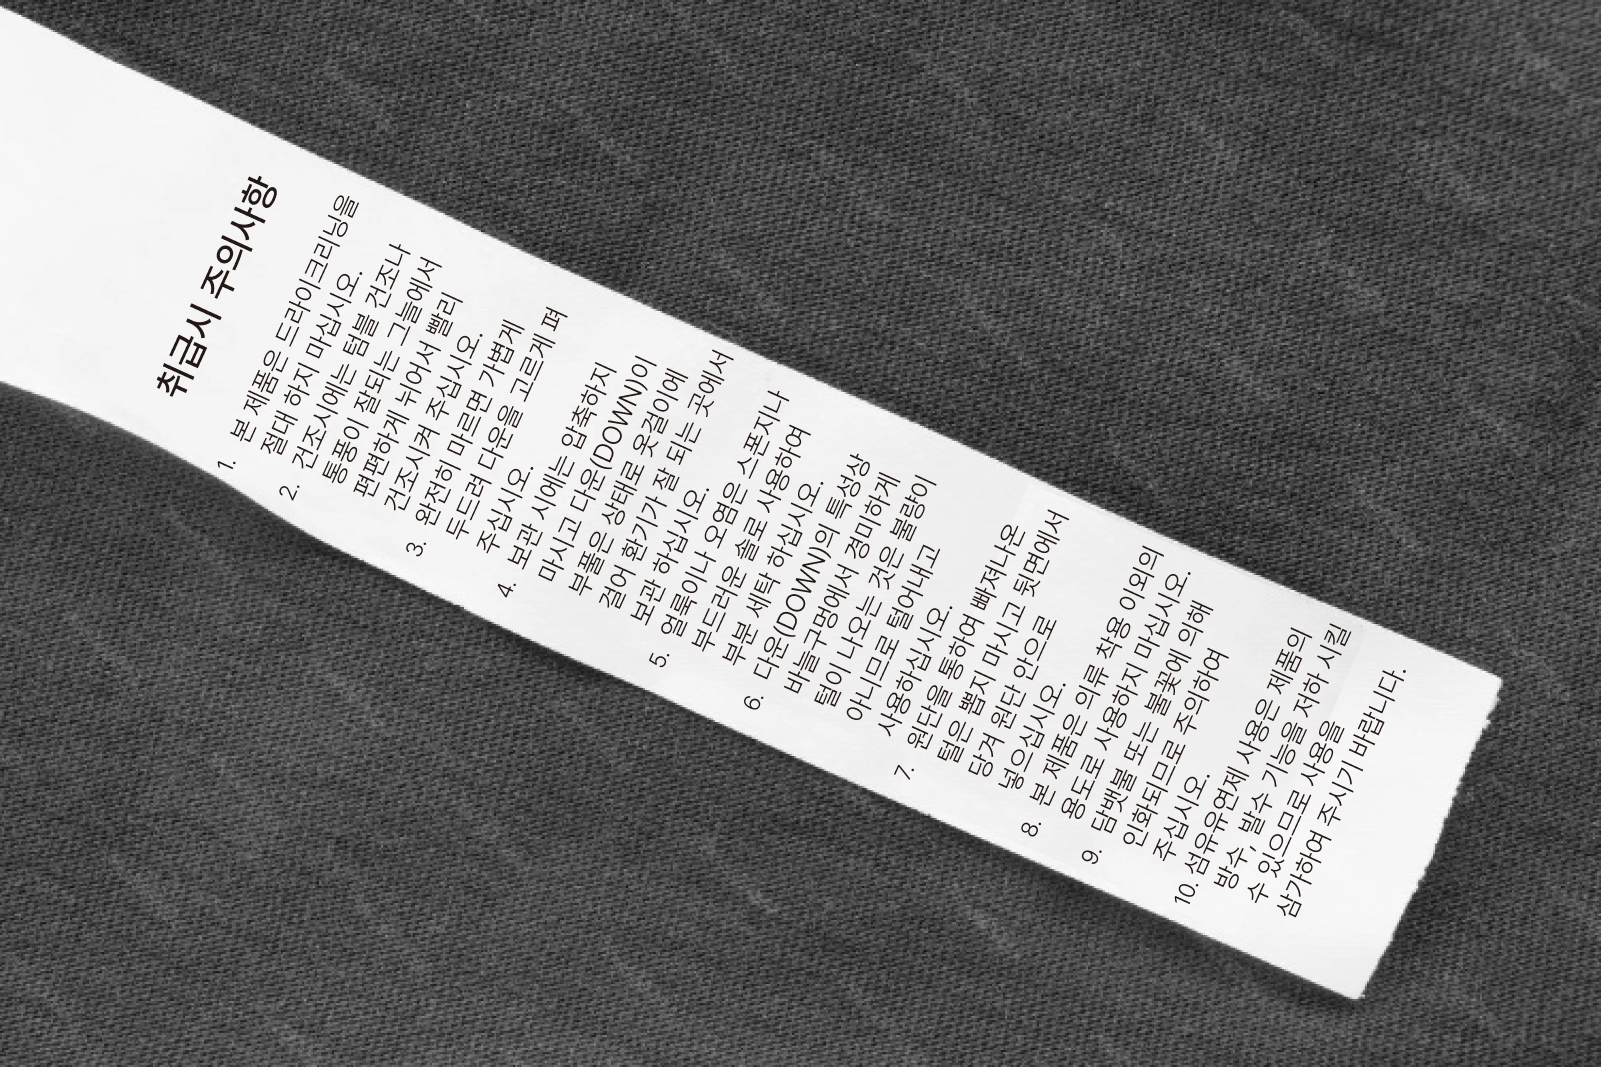 취급시 주의사항
1. 본 제품은 드라이크리닝을
절대 하지 마십시오.
2. 건조시에는 텀블 건조나
통풍이 잘되는 그늘에서
편편하게 뉘어서 빨리
건조시켜 주십시오.
3. 완전히 마르면 가볍게
두드려 다운을 고르게 펴
주십시오.
4. 보관 시에는 압축하지
마시고 다운(DOWN)이
부풀은 상태로 옷걸이에
걸어 환기가 잘 되는 곳에서
보관 하십시오.
5. 얼룩이나 오염은 스폰지나
부드러운 솔로 사용하여
부분 세탁 하십시오.
6. 다운(DOWN)의 특성상
바늘구멍에서 경미하게
털이 나오는 것은 불량이
아니므로 털어내고
사용하십시오.
7. 원단을 통하여 빠져나온
털은 뽑지 마시고 뒷면에서
당겨 원단 안으로
넣으십시오.
8. 본 제품은 의류 착용 이외의
용도로 사용하지 마십시오.
9. 담뱃불 또는 불꽃에 의해
인화되므로 주의하여
주십시오.
10. 섬유유연제 사용은 제품의
방수, 발수 기능을 저하 시킬
수 있으므로 사용을
삼가하여 주시기 바랍니다.